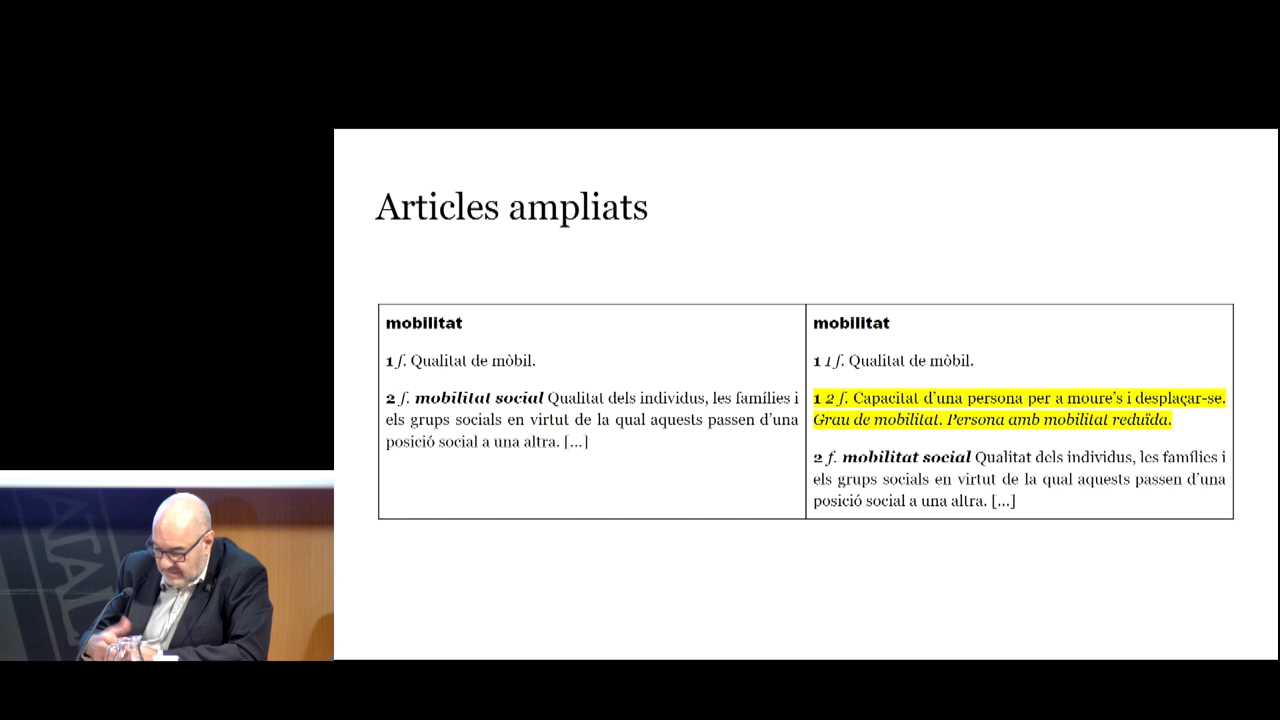 Articles ampliats
mobilitat
1 f. Qualitat de mòbil.
2 f. mobilitat social Qualitat dels individus, les famílies i
els grups socials en virtut de la qual aquests passen d’una
posició social a una altra. [...]
mobilitat
1 1 f. Qualitat de mòbil.
1 2 f. Capacitat d’una persona per a moure’s i desplaçar-se.
Grau de mobilitat. Persona amb mobilitat reduïda.
2 f. mobilitat social Qualitat dels individus, les famílies i
els grups socials en virtut de la qual aquests passen d’una
posició social a una altra. [...]